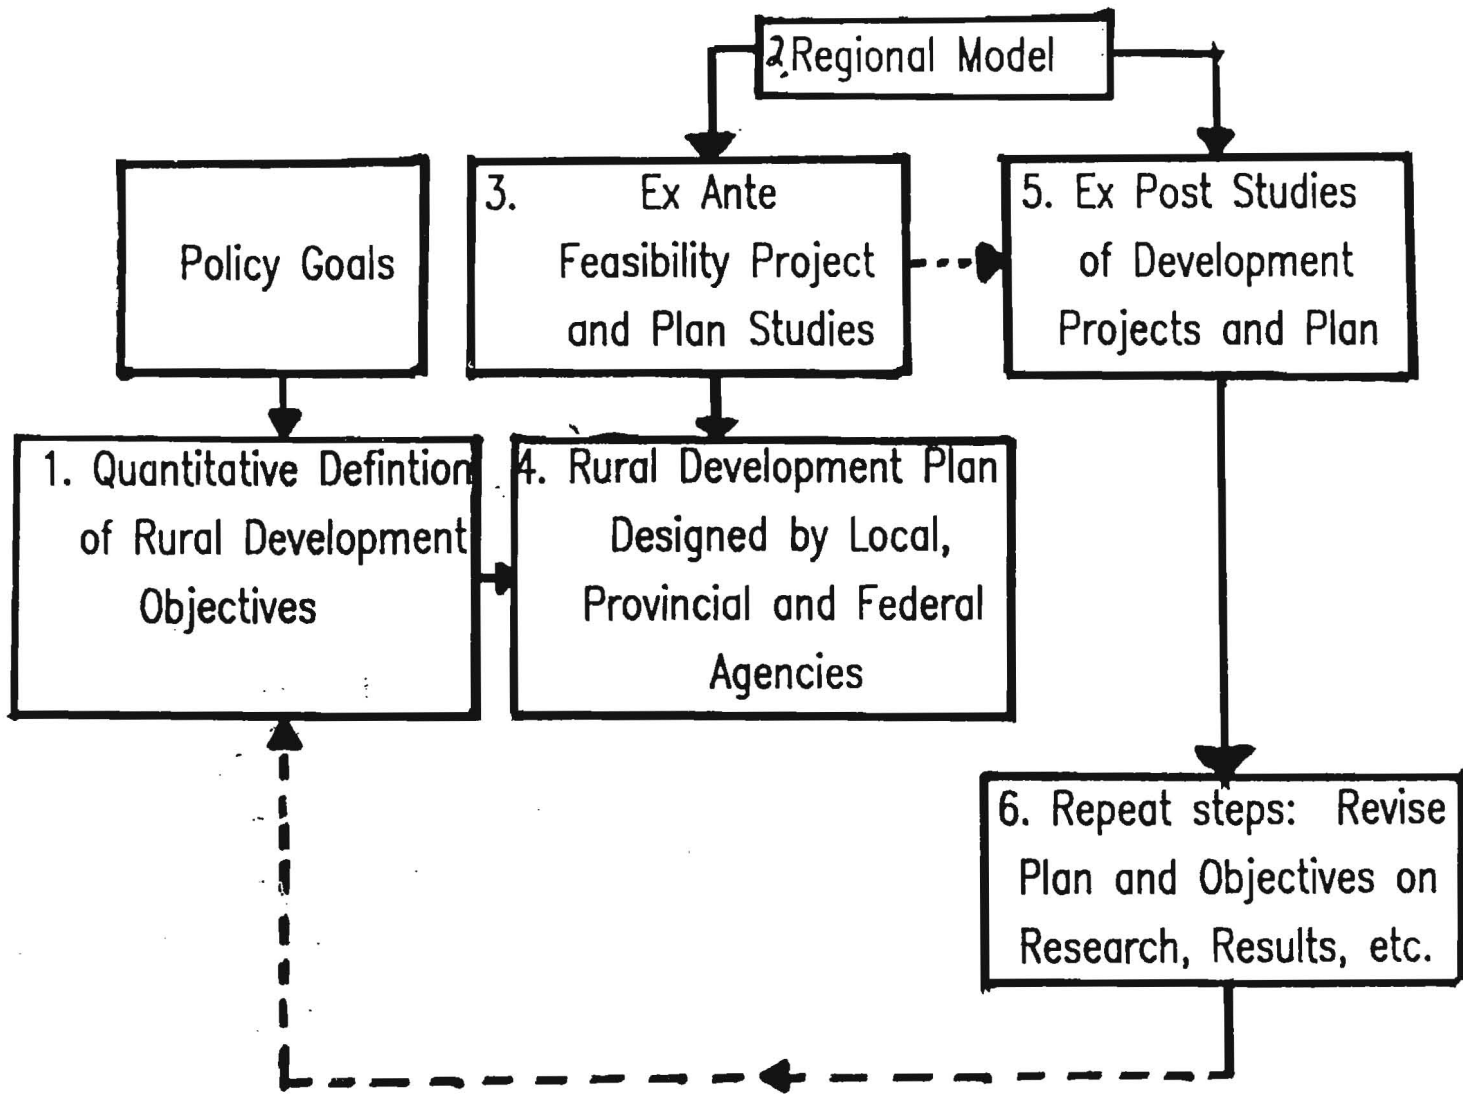 2.Regional Model
Policy Goals
3. Ex Ante
Feasibility Project
and Plan Studies
5. Ex Post Studies
of Development
Projects and Plan
1. Quantitative Defintion
of Rural Development
Objectives
4. Rural Development Plan
Designed by Local,
Provincial and Federal
Agencies
6. Repeat steps: Revise
Plan and Objectives on
Research, Results, etc.